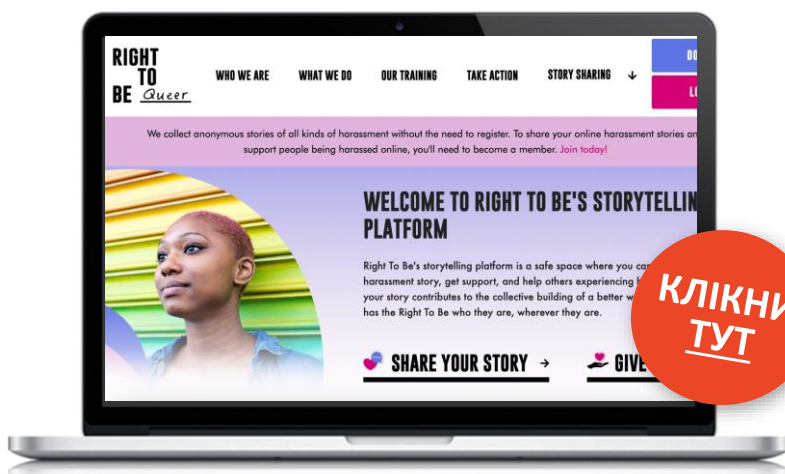 RIGHT
TO
BE Queer
WHO WE ARE
WHAT WE DO
OUR TRAINING
TAKE ACTION
STORY SHARING
We collect anonymous stories of all kinds of harassment without the need to register. To share your online harassment stories
support people being harassed online, you'll need to become a member. Join today!
WELCOME TO RIGHT TO BE'S
PLATFORM
Right To Be's storytelling platform is a safe space where you
harassment story, get support, and help others experiencing
your story contributes to the collective building of a better
has the Right To Be who they are, wherever they are.
SHARE YOUR STORY →
GIVE
КЛІКНИ
ТУТ